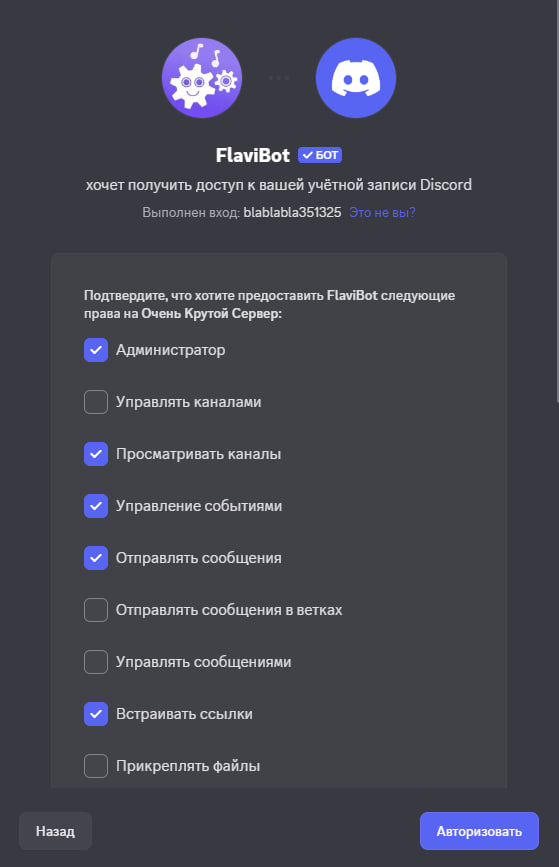 FlaviBot БОТ
хочет получить доступ к вашей учётной записи Discord
Выполнен вход: blablabla351325 Это не вы?
Подтвердите, что хотите предоставить FlaviBot следующие
права на Очень Крутой Сервер:
Администратор
Управлять каналами
Просматривать каналы
Управление событиями
Отправлять сообщения
Отправлять сообщения в ветках
Управлять сообщениями
Встраивать ссылки
Прикреплять файлы
Назад Авторизовать